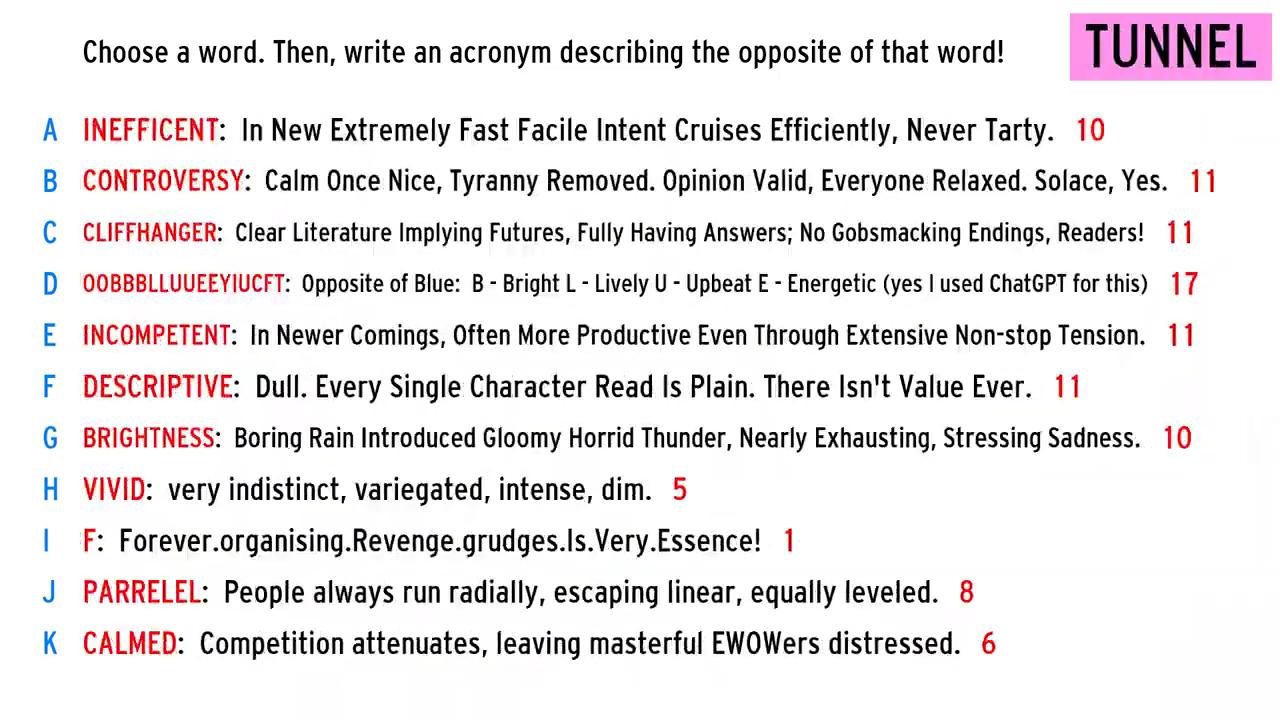 Choose a word. Then, write an acronym describing the opposite of that word! TUNNEL
A INEFFICENT: In New Extremely Fast Facile Intent Cruises Efficiently, Never Tarty. 10
B CONTROVERSY: Calm Once Nice, Tyranny Removed. Opinion Valid, Everyone Relaxed. Solace, Yes. 11
C CLIFFHANGER: Clear Literature Implying Futures, Fully Having Answers; No Gobsmacking Endings, Readers! 11
D OOBBBLLUUUEEYIUCFT: Opposite of Blue: B - Bright L - Lively U - Upbeat E - Energetic (yes I used ChatGPT for this) 17
E INCOMPETENT: In Newer Comings, Often More Productive Even Through Extensive Non-stop Tension. 11
F DESCRIPTIVE: Dull. Every Single Character Read Is Plain. There Isn't Value Ever. 11
G BRIGHTNESS: Boring Rain Introduced Gloomy Horrid Thunder, Nearly Exhausting, Stressing Sadness. 10
H VIVID: very indistinct, variegated, intense, dim. 5
I F: Forever.organising.Revenge.grudges.Is.Very.Essence! 1
J PARRELEL: People always run radially, escaping linear, equally leveled. 8
K CALMED: Competition attenuates, leaving masterful EWOWers distressed. 6